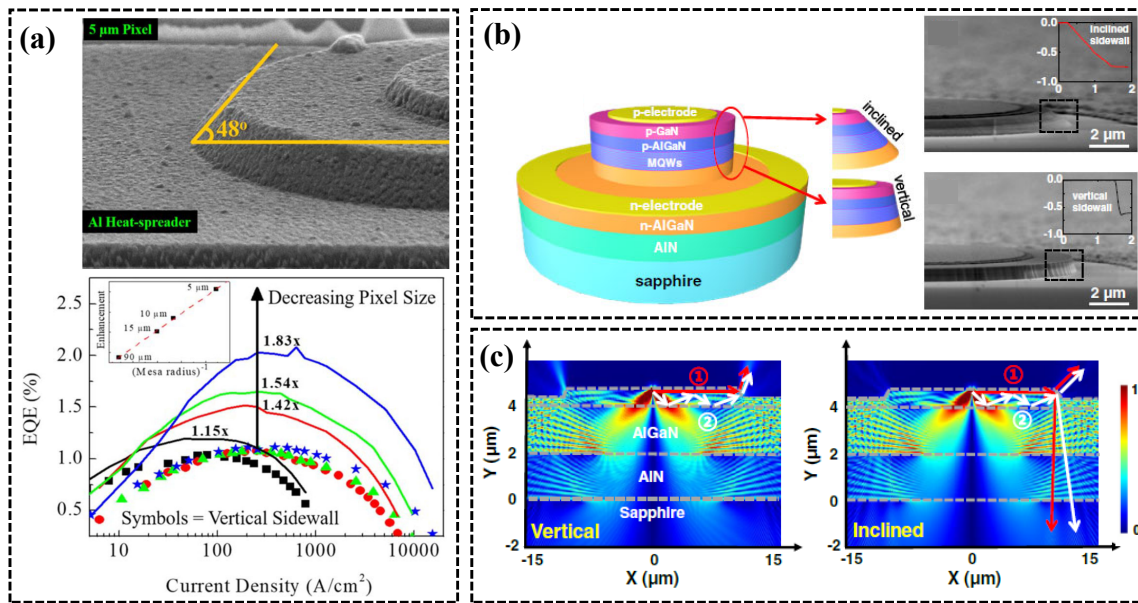 (a)
5 µm Pixel
48°
Al Heat-spreader
2.5
2.0
1.5
1.0
0.5
EQE (%)
Enhancement
5 µm
10 µm
15 µm
90 µm
(Mesa radius)⁻¹
Decreasing Pixel Size
1.83x
1.54x
1.42x
1.15x
Symbols = Vertical Sidewall
10 100 1000 10000
Current Density (A/cm²)
(b)
p-electrode
p-GaN
p-AlGaN
MQWs
n-electrode
n-AlGaN
AlN
sapphire
inclined
vertical
0.0
inclined
sidewall
-0.5
-1.0
0 1 2
2 µm
0.0
vertical
sidewall
-0.5
-1.0
0 1 2
2 µm
(c)
Y (µm)
4
2
0
-2
①
②
AlGaN
AlN
Sapphire
Vertical
-15 0 15
X (µm)
Y (µm)
4
2
0
-2
①
②
Inclined
-15 0 15
X (µm)
1
0